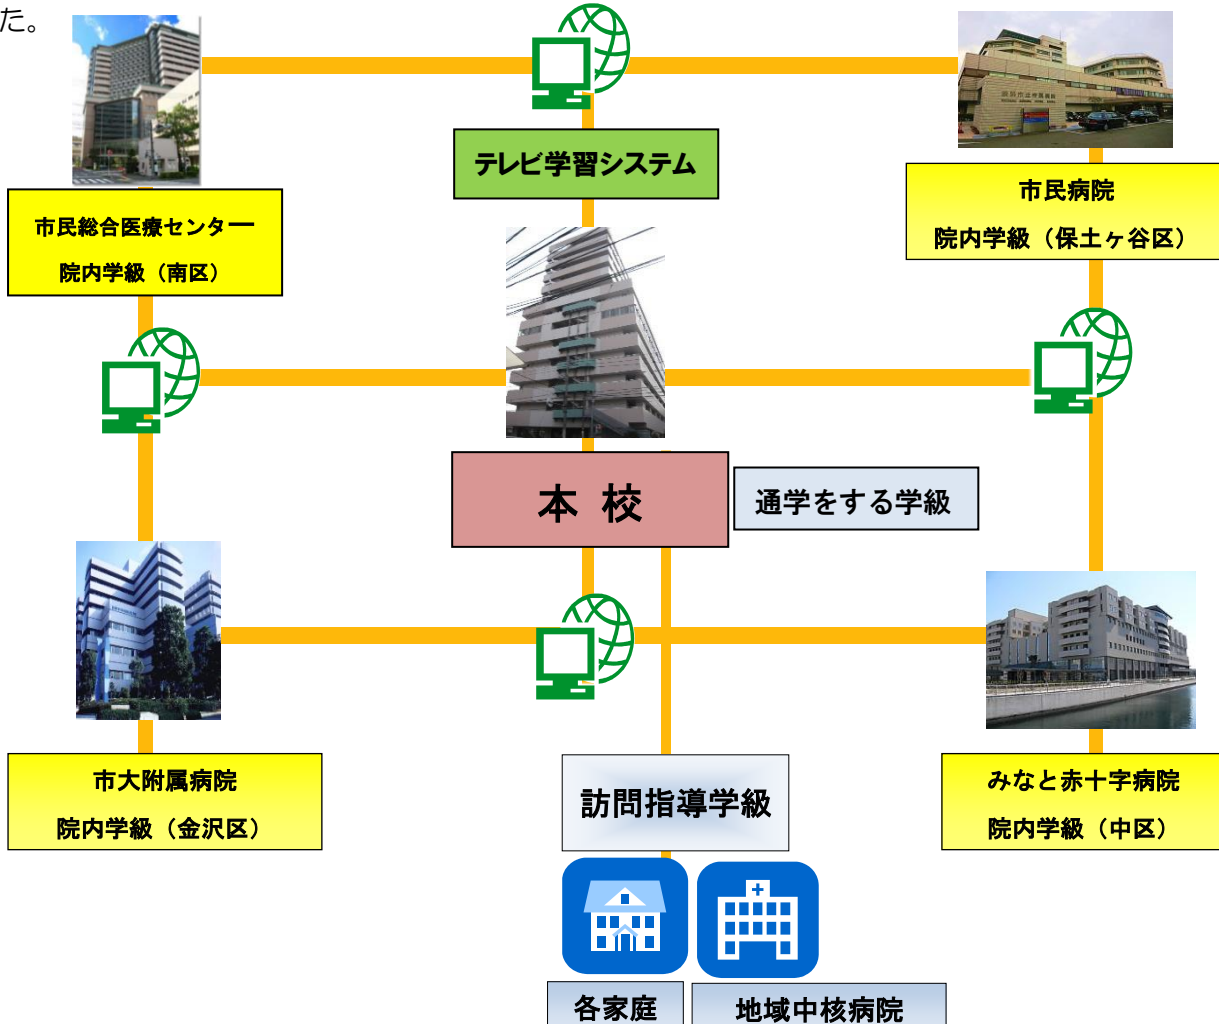 た。
テレビ学習システム
市民総合医療センター
院内学級（南区）
市民病院
院内学級（保土ヶ谷区）
本 校
通学をする学級
市大附属病院
院内学級（金沢区）
訪問指導学級
みなと赤十字病院
院内学級（中区）
各家庭
地域中核病院